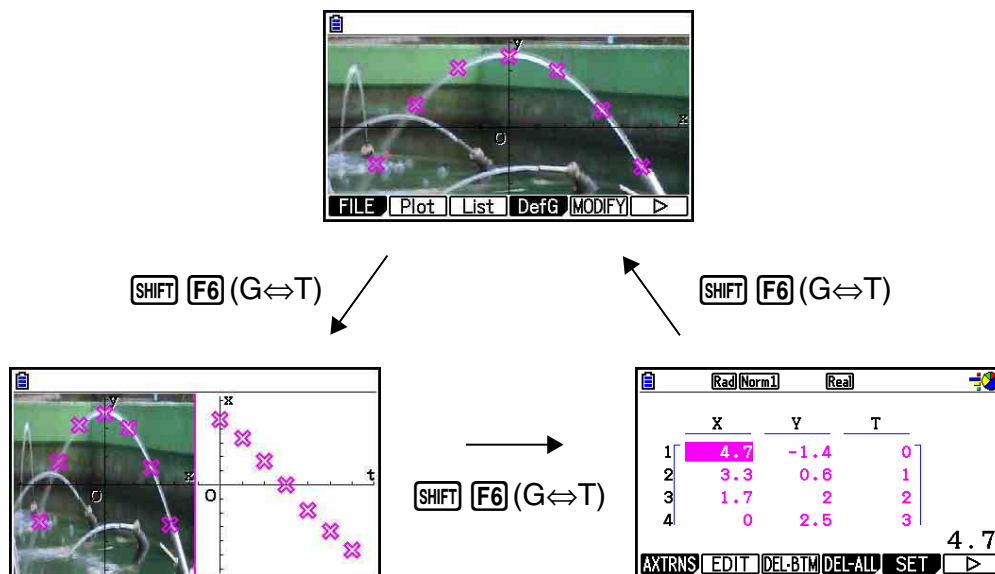 y
x
O
FILE Plot List DefG MODIFY ▷
SHIFT F6 (G⇔T)
SHIFT F6 (G⇔T)
y
x
O
x
t
O
SHIFT F6 (G⇔T)
Rad Norm1 Real
X Y T
1 4.7 -1.4 0
2 3.3 0.6 1
3 1.7 2 2
4 0 2.5 3
4.7
AXTRNS EDIT DEL-BTM DEL-ALL SET ▷